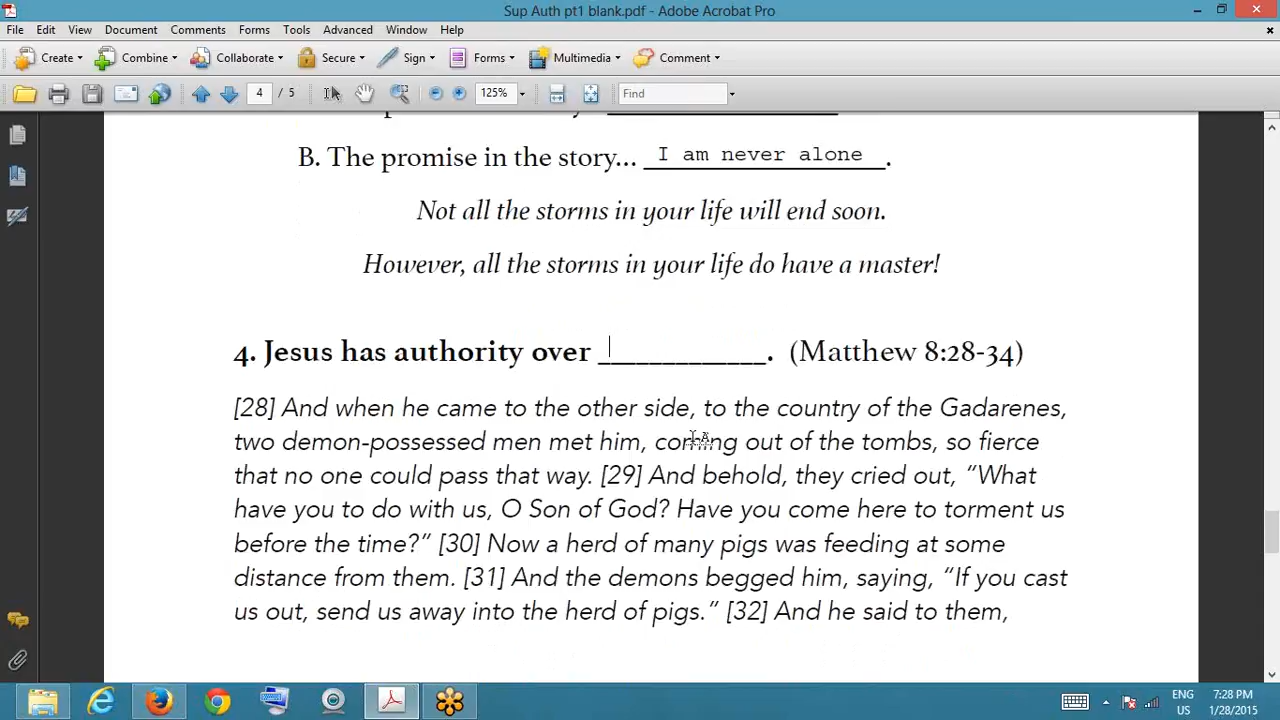 Sup Auth pt1 blank.pdf - Adobe Acrobat Pro
File Edit View Document Comments Forms Tools Advanced Window Help
Create Combine Collaborate Secure Sign Forms Multimedia Comment
4 / 5 125% Find
B. The promise in the story... I am never alone.
Not all the storms in your life will end soon.
However, all the storms in your life do have a master!
4. Jesus has authority over ____________. (Matthew 8:28-34)
[28] And when he came to the other side, to the country of the Gadarenes,
two demon-possessed men met him, coming out of the tombs, so fierce
that no one could pass that way. [29] And behold, they cried out, “What
have you to do with us, O Son of God? Have you come here to torment us
before the time?” [30] Now a herd of many pigs was feeding at some
distance from them. [31] And the demons begged him, saying, “If you cast
us out, send us away into the herd of pigs.” [32] And he said to them,
ENG 7:28 PM
US 1/28/2015